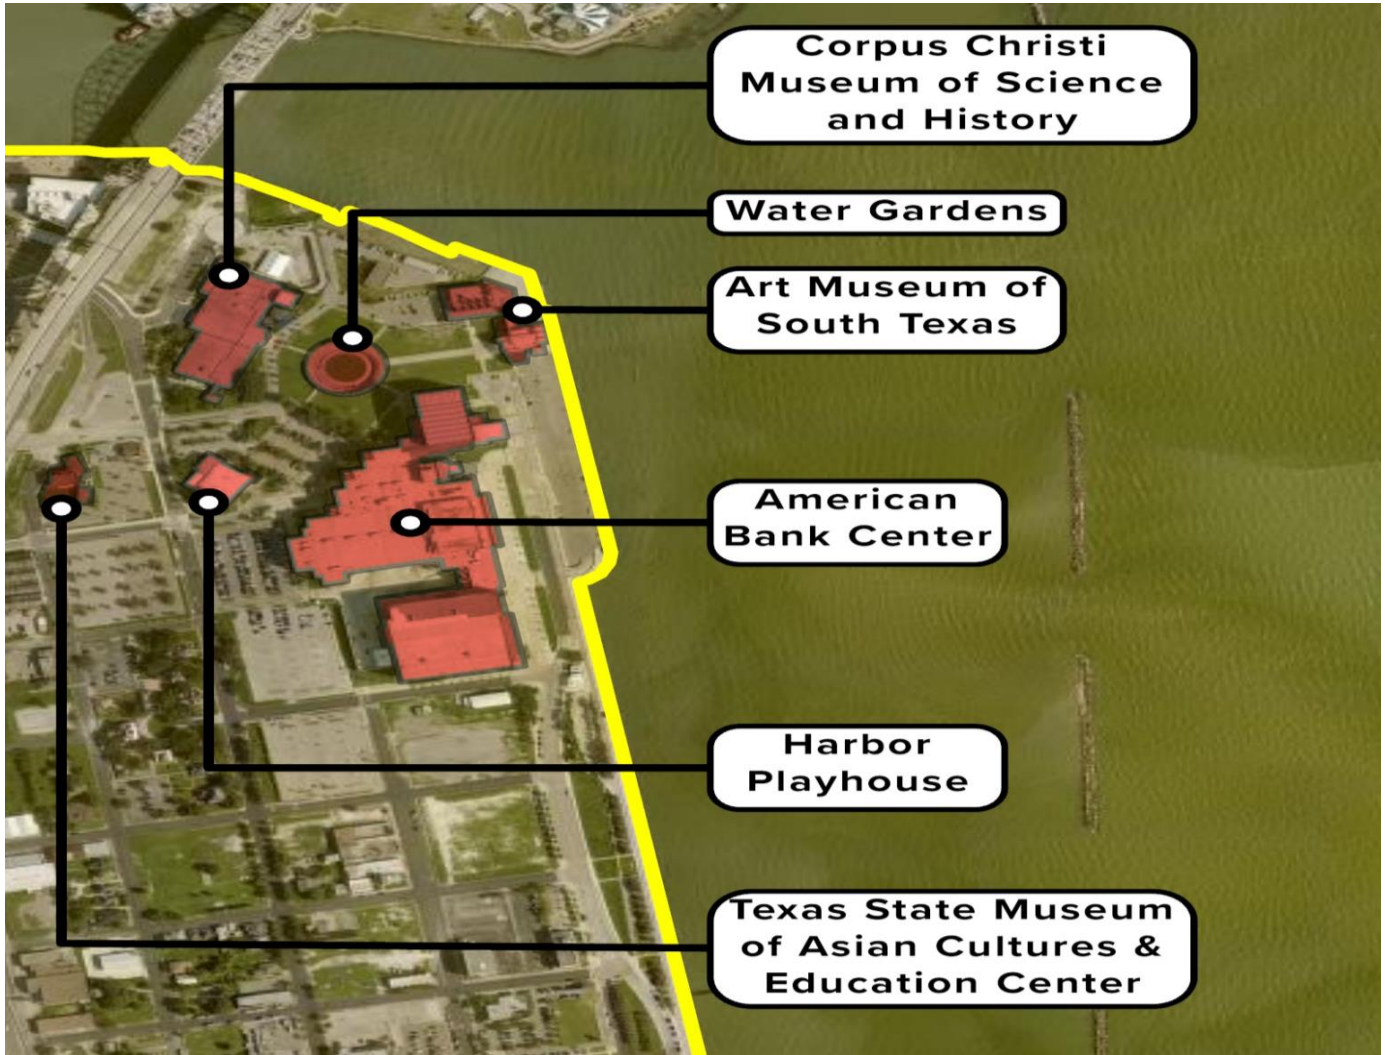 Corpus Christi
Museum of Science
and History
Water Gardens
Art Museum of
South Texas
American
Bank Center
Harbor
Playhouse
Texas State Museum
of Asian Cultures &
Education Center